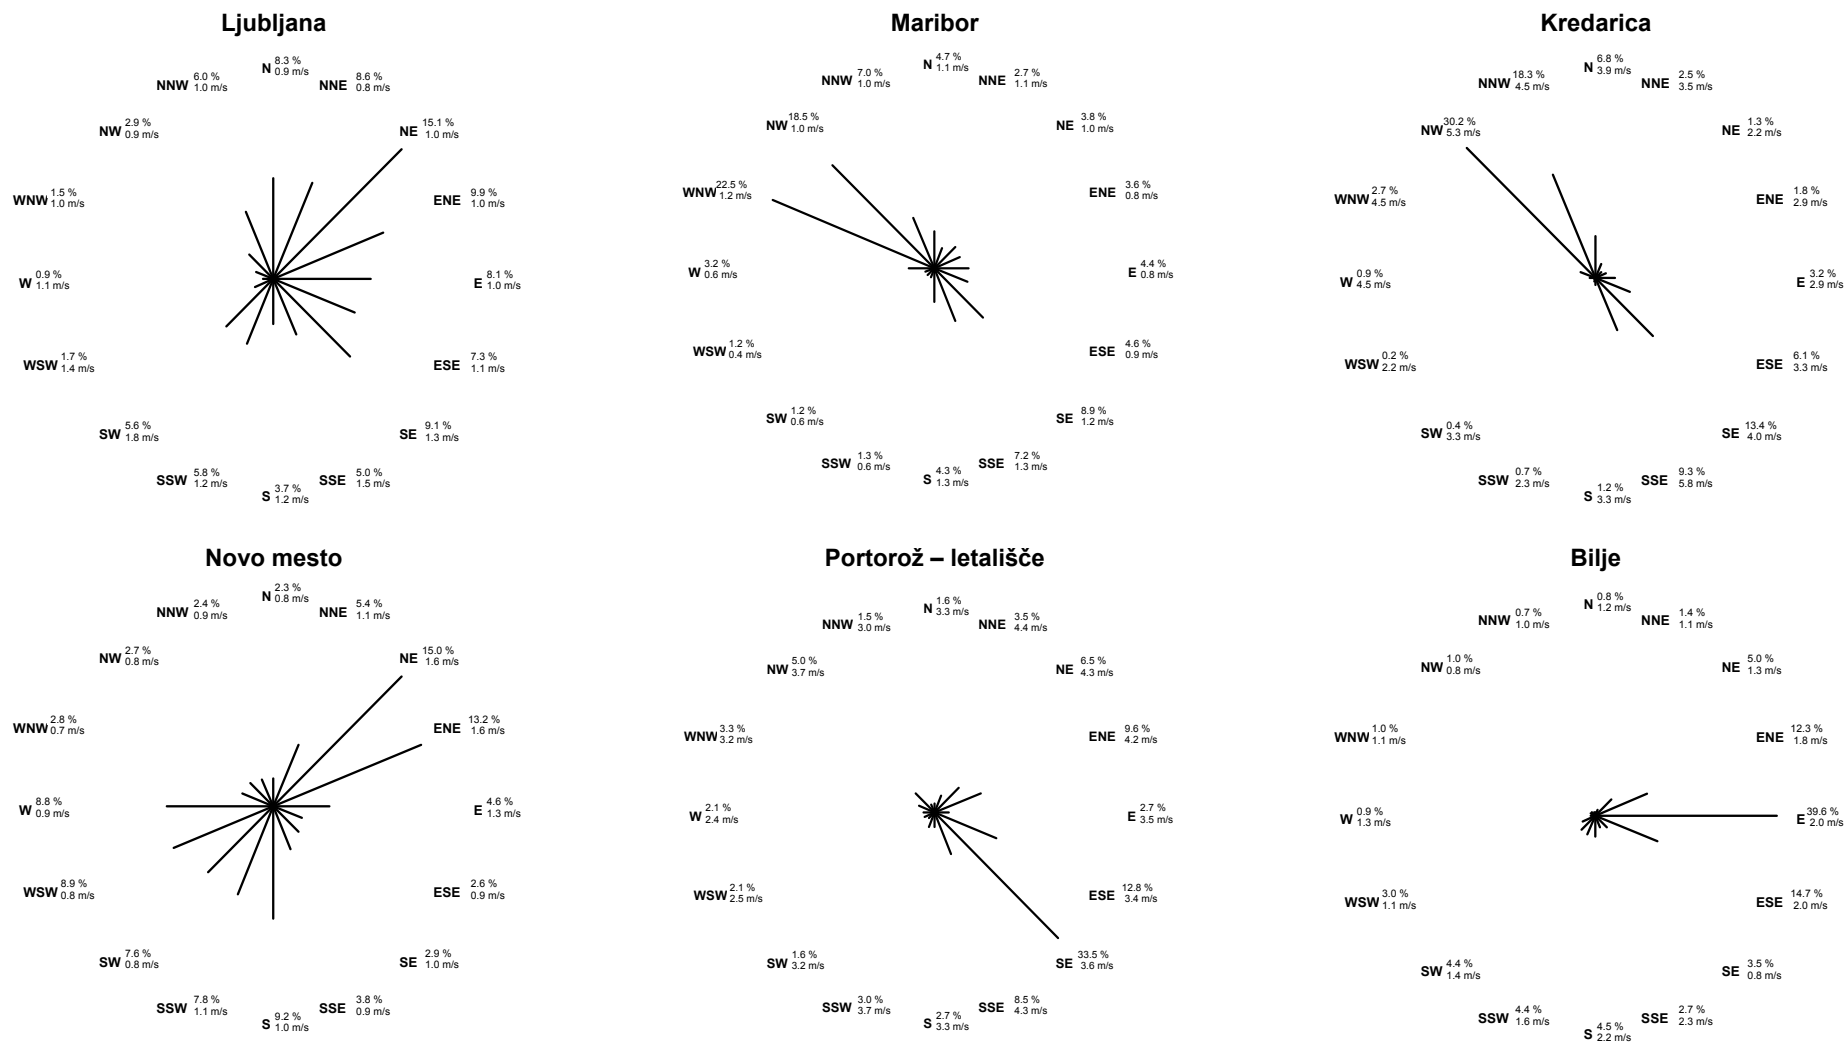 Ljubljana
N 8.3 % 0.9 m/s
NNW 6.0 % 1.0 m/s
NNE 8.6 % 0.8 m/s
NW 2.9 % 0.9 m/s
NE 15.1 % 1.0 m/s
WNW 1.5 % 1.0 m/s
ENE 9.9 % 1.0 m/s
W 0.9 % 1.1 m/s
E 8.1 % 1.0 m/s
WSW 1.7 % 1.4 m/s
ESE 7.3 % 1.1 m/s
SW 5.6 % 1.8 m/s
SE 9.1 % 1.3 m/s
SSW 5.8 % 1.2 m/s
SSE 5.0 % 1.5 m/s
S 3.7 % 1.2 m/s
Maribor
N 4.7 % 1.1 m/s
NNW 7.0 % 1.0 m/s
NNE 2.7 % 1.1 m/s
NW 18.5 % 1.0 m/s
NE 3.8 % 1.0 m/s
WNW 22.5 % 1.2 m/s
ENE 3.6 % 0.8 m/s
W 3.2 % 0.6 m/s
E 4.4 % 0.8 m/s
WSW 1.2 % 0.4 m/s
ESE 4.6 % 0.9 m/s
SW 1.2 % 0.6 m/s
SE 8.9 % 1.2 m/s
SSW 1.3 % 0.6 m/s
SSE 7.2 % 1.3 m/s
S 4.3 % 1.3 m/s
Kredarica
N 6.8 % 3.9 m/s
NNW 18.3 % 4.5 m/s
NNE 2.5 % 3.5 m/s
NW 30.2 % 5.3 m/s
NE 1.3 % 2.2 m/s
WNW 2.7 % 4.5 m/s
ENE 1.8 % 2.9 m/s
W 0.9 % 4.5 m/s
E 3.2 % 2.9 m/s
WSW 0.2 % 2.2 m/s
ESE 6.1 % 3.3 m/s
SW 0.4 % 3.3 m/s
SE 13.4 % 4.0 m/s
SSW 0.7 % 2.3 m/s
SSE 9.3 % 5.8 m/s
S 1.2 % 3.3 m/s
Novo mesto
N 2.3 % 0.8 m/s
NNW 2.4 % 0.9 m/s
NNE 5.4 % 1.1 m/s
NW 2.7 % 0.8 m/s
NE 15.0 % 1.6 m/s
WNW 2.8 % 0.7 m/s
ENE 13.2 % 1.6 m/s
W 8.8 % 0.9 m/s
E 4.6 % 1.3 m/s
WSW 8.9 % 0.8 m/s
ESE 2.6 % 0.9 m/s
SW 7.6 % 0.8 m/s
SE 2.9 % 1.0 m/s
SSW 7.8 % 1.1 m/s
SSE 3.8 % 0.9 m/s
S 9.2 % 1.0 m/s
Portorož – letališče
N 1.6 % 3.3 m/s
NNW 1.5 % 3.0 m/s
NNE 3.5 % 4.4 m/s
NW 5.0 % 3.7 m/s
NE 6.5 % 4.3 m/s
WNW 3.3 % 3.2 m/s
ENE 9.6 % 4.2 m/s
W 2.1 % 2.4 m/s
E 2.7 % 3.5 m/s
WSW 2.1 % 2.5 m/s
ESE 12.8 % 3.4 m/s
SW 1.6 % 3.2 m/s
SE 33.5 % 3.6 m/s
SSW 3.0 % 3.7 m/s
SSE 8.5 % 4.3 m/s
S 2.7 % 3.3 m/s
Bilje
N 0.8 % 1.2 m/s
NNW 0.7 % 1.0 m/s
NNE 1.4 % 1.1 m/s
NW 1.0 % 0.8 m/s
NE 5.0 % 1.3 m/s
WNW 1.0 % 1.1 m/s
ENE 12.3 % 1.8 m/s
W 0.9 % 1.3 m/s
E 39.6 % 2.0 m/s
WSW 3.0 % 1.1 m/s
ESE 14.7 % 2.0 m/s
SW 4.4 % 1.4 m/s
SE 3.5 % 0.8 m/s
SSW 4.4 % 1.6 m/s
SSE 2.7 % 2.3 m/s
S 4.5 % 2.2 m/s